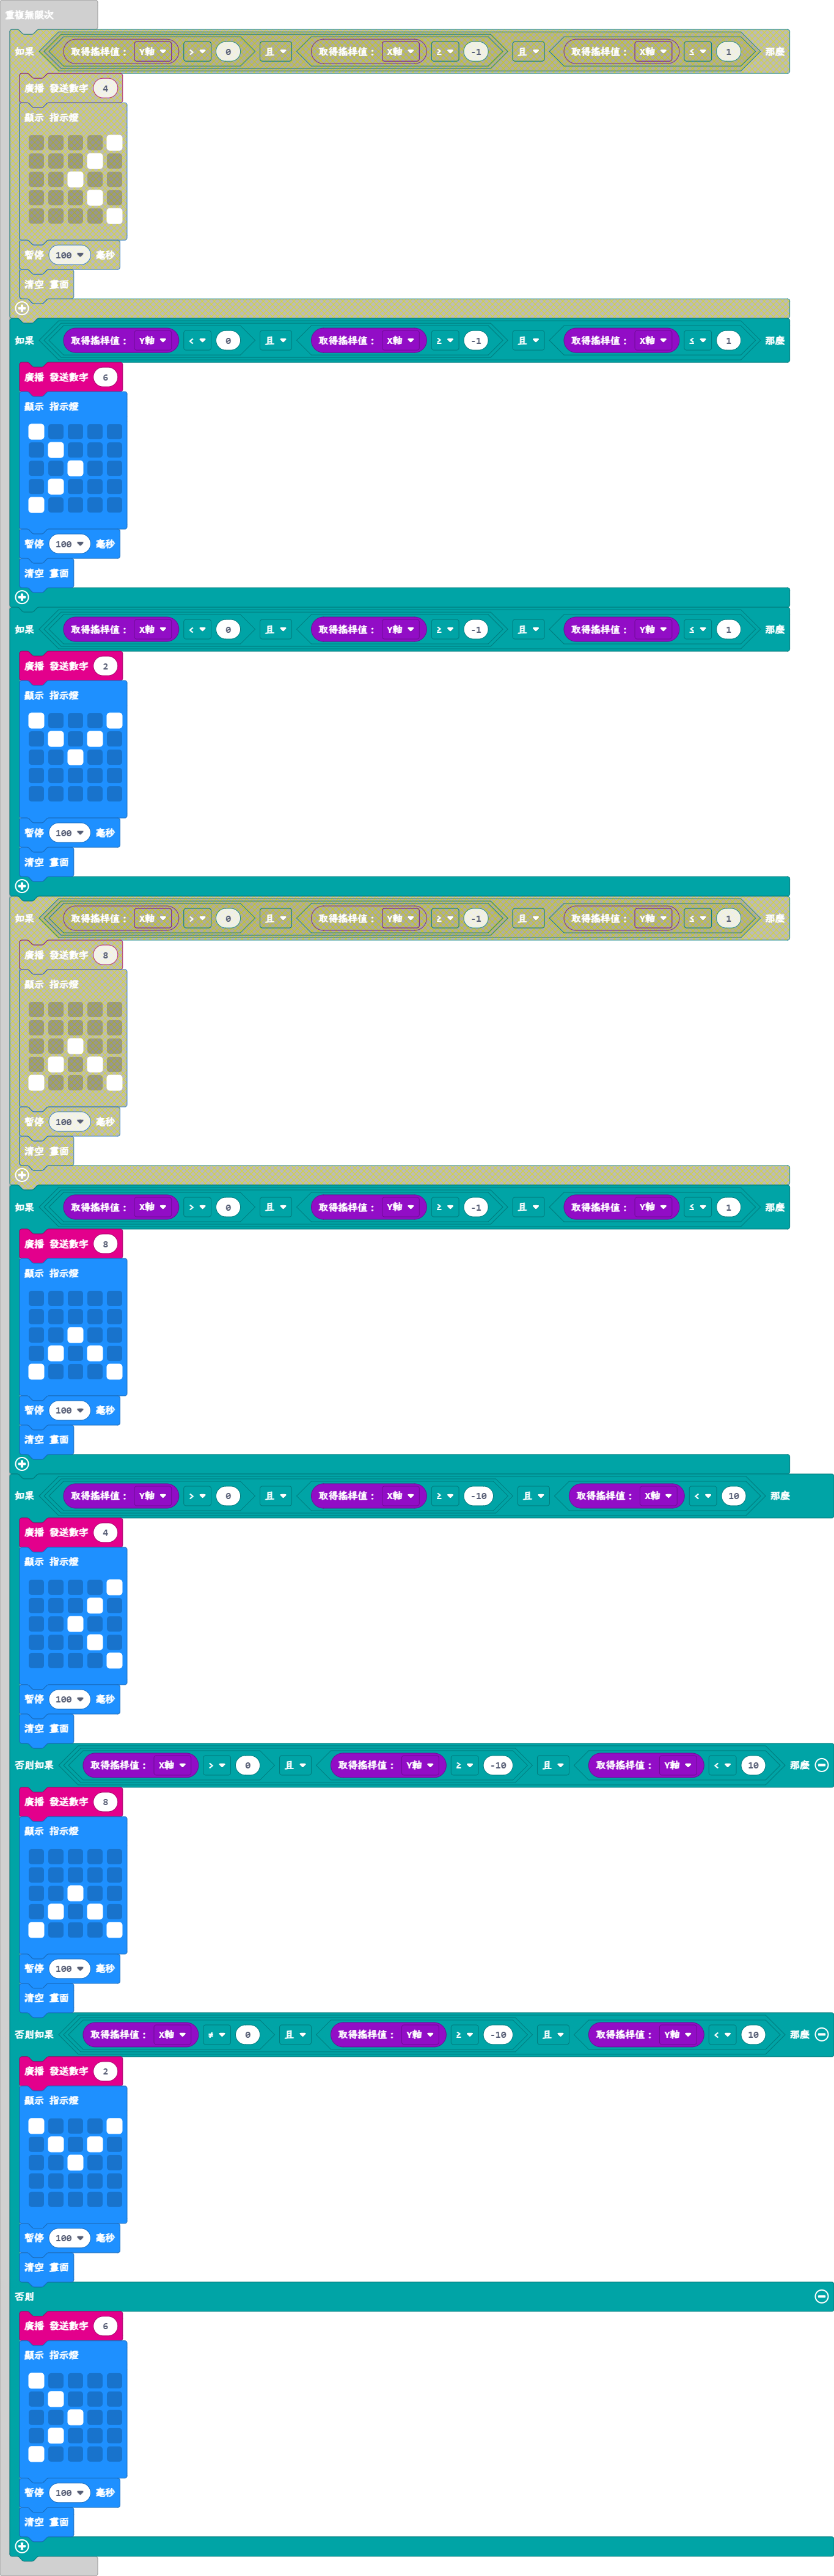 重複無限次
如果 取得搖桿值： Y軸 > 0 且 取得搖桿值： X軸 ≥ -1 且 取得搖桿值： X軸 ≤ 1 那麼
廣播 發送數字 4
顯示 指示燈
暫停 100 毫秒
清空 畫面
如果 取得搖桿值： Y軸 < 0 且 取得搖桿值： X軸 ≥ -1 且 取得搖桿值： X軸 ≤ 1 那麼
廣播 發送數字 6
顯示 指示燈
暫停 100 毫秒
清空 畫面
如果 取得搖桿值： X軸 < 0 且 取得搖桿值： Y軸 ≥ -1 且 取得搖桿值： Y軸 ≤ 1 那麼
廣播 發送數字 2
顯示 指示燈
暫停 100 毫秒
清空 畫面
如果 取得搖桿值： X軸 > 0 且 取得搖桿值： Y軸 ≥ -1 且 取得搖桿值： Y軸 ≤ 1 那麼
廣播 發送數字 8
顯示 指示燈
暫停 100 毫秒
清空 畫面
如果 取得搖桿值： X軸 > 0 且 取得搖桿值： Y軸 ≥ -1 且 取得搖桿值： Y軸 ≤ 1 那麼
廣播 發送數字 8
顯示 指示燈
暫停 100 毫秒
清空 畫面
如果 取得搖桿值： Y軸 > 0 且 取得搖桿值： X軸 ≥ -10 且 取得搖桿值： X軸 < 10 那麼
廣播 發送數字 4
顯示 指示燈
暫停 100 毫秒
清空 畫面
否則如果 取得搖桿值： X軸 > 0 且 取得搖桿值： Y軸 ≥ -10 且 取得搖桿值： Y軸 < 10 那麼
廣播 發送數字 8
顯示 指示燈
暫停 100 毫秒
清空 畫面
否則如果 取得搖桿值： X軸 ≠ 0 且 取得搖桿值： Y軸 ≥ -10 且 取得搖桿值： Y軸 < 10 那麼
廣播 發送數字 2
顯示 指示燈
暫停 100 毫秒
清空 畫面
否則
廣播 發送數字 6
顯示 指示燈
暫停 100 毫秒
清空 畫面